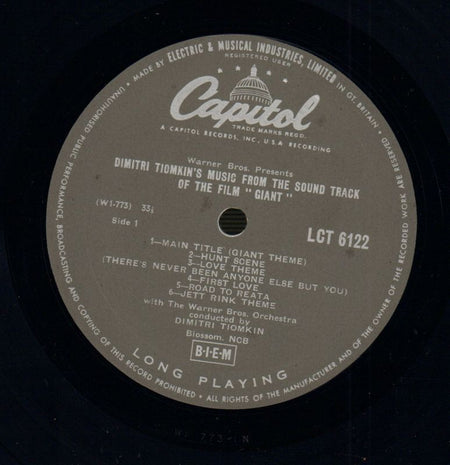 MADE BY ELECTRIC & MUSICAL INDUSTRIES, LIMITED IN GT. BRITAIN •
REGISTERED USER
Capitol
TRADE MARKS REGD.
A CAPITOL RECORDS, INC., U.S.A. RECORDING
Warner Bros. Presents
DIMITRI TIOMKIN'S MUSIC FROM THE SOUND TRACK
OF THE FILM "GIANT"
(W1-773) 33⅓
Side 1
LCT 6122
1—MAIN TITLE (GIANT THEME)
2—HUNT SCENE
3—LOVE THEME
(THERE'S NEVER BEEN ANYONE ELSE BUT YOU)
4—FIRST LOVE
5—ROAD TO REATA
6—JETT RINK THEME
with The Warner Bros. Orchestra
conducted by
DIMITRI TIOMKIN
Blossom. NCB
B·I·E·M
LONG PLAYING
UNAUTHORISED PUBLIC PERFORMANCE, BROADCASTING AND COPYING OF THIS RECORD PROHIBITED • ALL RIGHTS OF THE MANUFACTURER AND OF THE OWNER OF THE RECORDED WORK ARE RESERVED